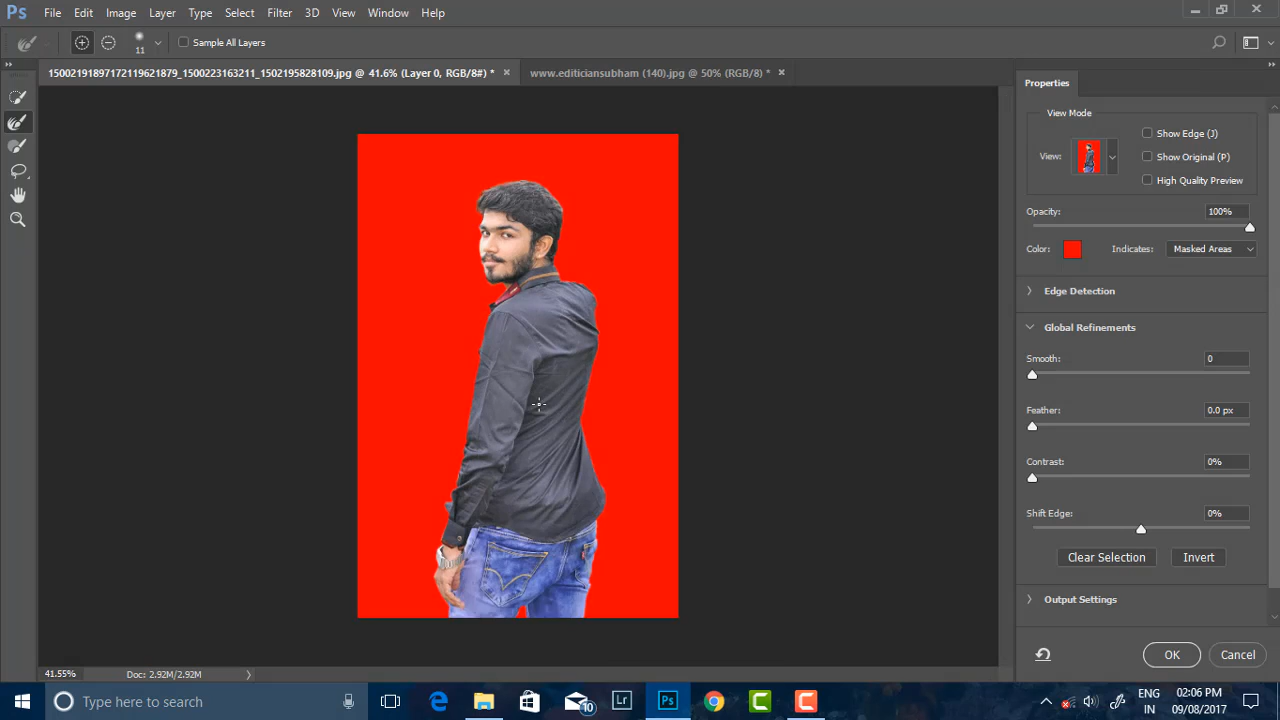 Ps File Edit Image Layer Type Select Filter 3D View Window Help
11 Sample All Layers
15002191897172119621879_1500223163211_1502195828109.jpg @ 41.6% (Layer 0, RGB/8#) * × www.editiciansubham (140).jpg @ 50% (RGB/8) * ×
Properties
View Mode
Show Edge (J)
View: Show Original (P)
High Quality Preview
Opacity: 100%
Color: Indicates: Masked Areas
Edge Detection
Global Refinements
Smooth: 0
Feather: 0.0 px
Contrast: 0%
Shift Edge: 0%
Clear Selection Invert
Output Settings
OK Cancel
41.55% Doc: 2.92M/2.92M
Type here to search 10 Lr Ps ENG 02:06 PM
IN 09/08/2017